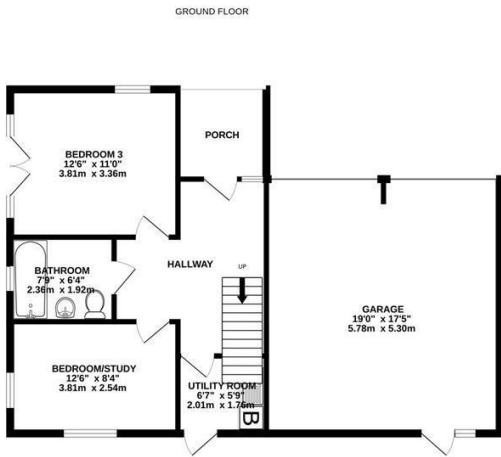 GROUND FLOOR
PORCH
BEDROOM 3
12'6" x 11'0"
3.81m x 3.36m
BATHROOM
7'9" x 6'4"
2.36m x 1.92m
HALLWAY
UP
GARAGE
19'0" x 17'5"
5.78m x 5.30m
BEDROOM/STUDY
12'6" x 8'4"
3.81m x 2.54m
UTILITY ROOM
6'7" x 5'9"
2.01m x 1.76m
B